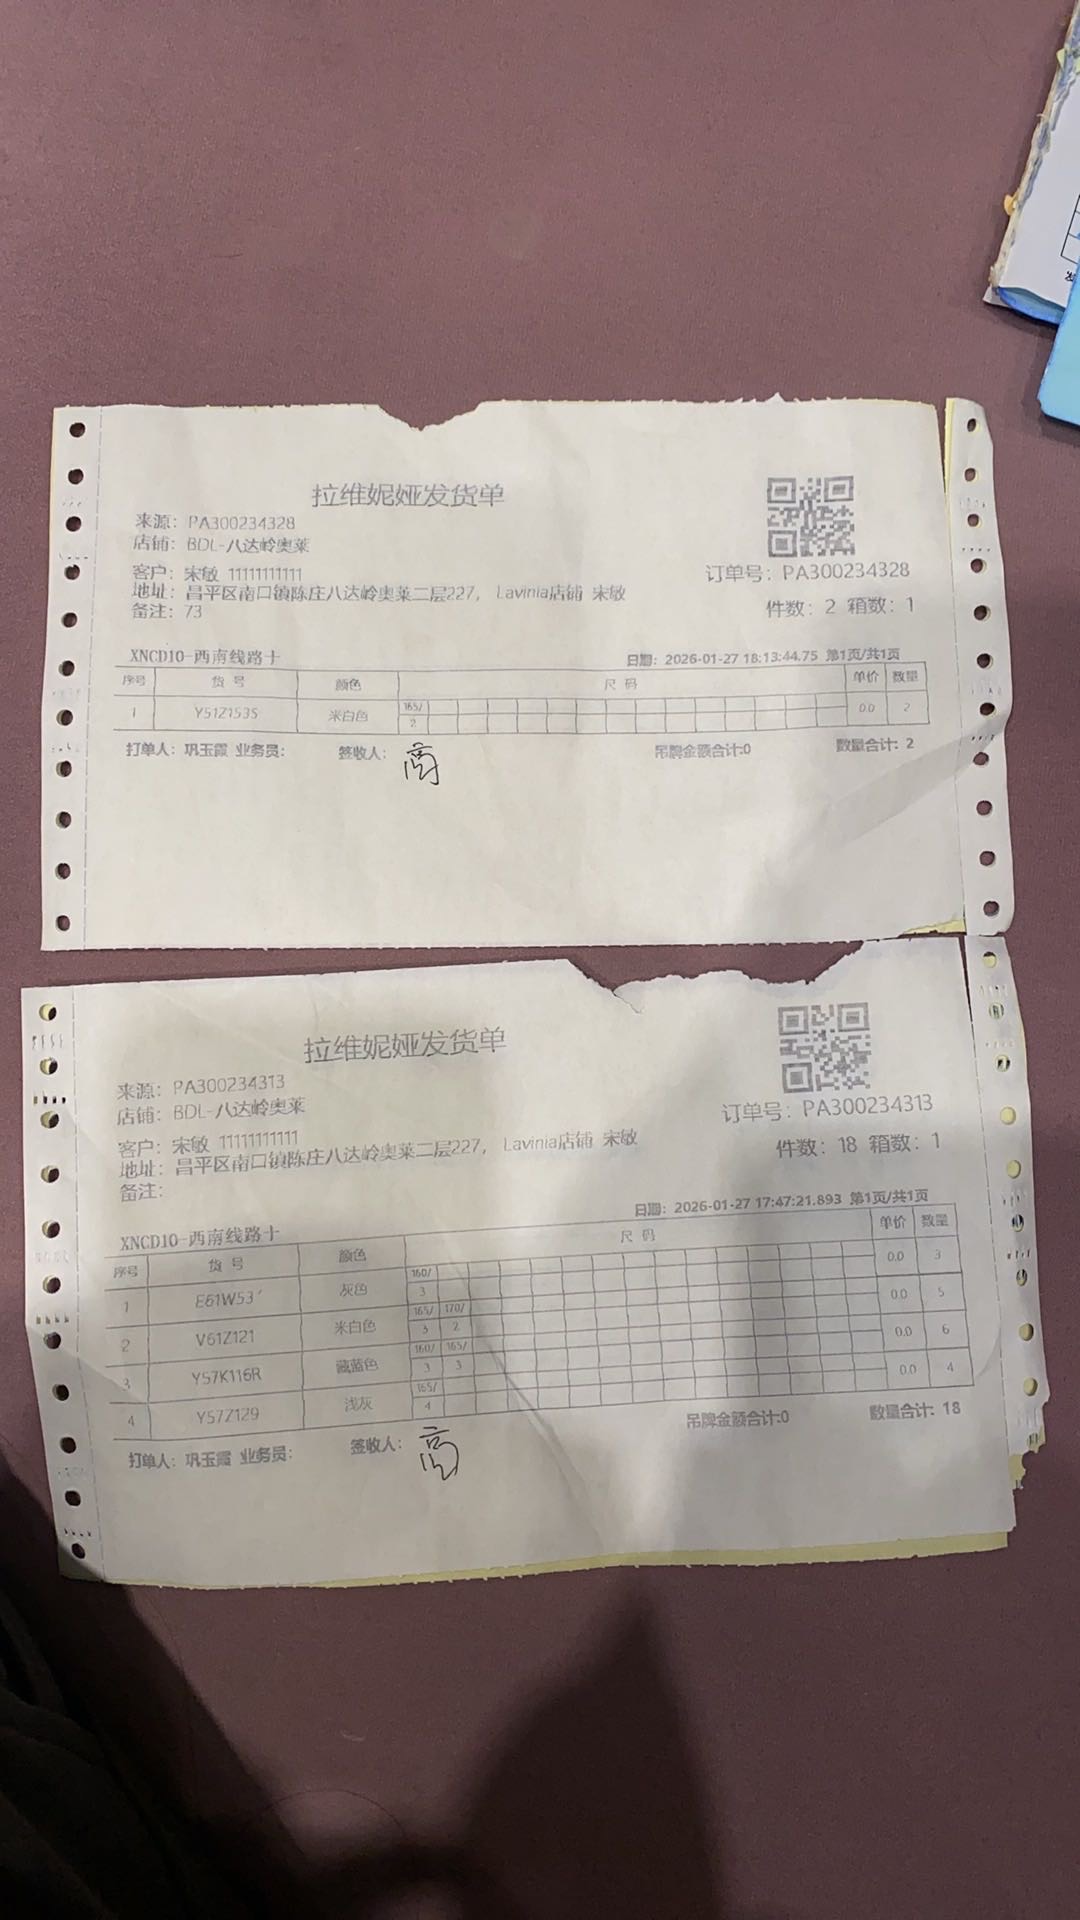 拉维妮娅发货单
来源：PA300234328
店铺：BDL-八达岭奥莱
客户：宋敏 11111111111
地址：昌平区南口镇陈庄八达岭奥莱二层227，Lavinia店铺 宋敏
备注：73
订单号：PA300234328
件数：2 箱数：1
XNCD10-西南线路十
日期：2026-01-27 18:13:44.75 第1页/共1页
序号 货号 颜色 尺码 单价 数量
165/
1 Y51Z153S 米白色 2 0.0 2
打单人：巩玉霞 业务员： 签收人： 吊牌金额合计:0 数量合计：2
拉维妮娅发货单
来源：PA300234313
店铺：BDL-八达岭奥莱
客户：宋敏 11111111111
地址：昌平区南口镇陈庄八达岭奥莱二层227，Lavinia店铺 宋敏
备注：
订单号：PA300234313
件数：18 箱数：1
XNCD10-西南线路十
日期：2026-01-27 17:47:21.893 第1页/共1页
序号 货号 颜色 尺码 单价 数量
160/
1 E61W53 灰色 3 0.0 3
165/ 170/
2 V61Z121 米白色 3 2 0.0 5
160/ 165/
3 Y57K116R 藏蓝色 3 3 0.0 6
165/
4 Y57Z129 浅灰 4 0.0 4
打单人：巩玉霞 业务员： 签收人： 吊牌金额合计:0 数量合计：18